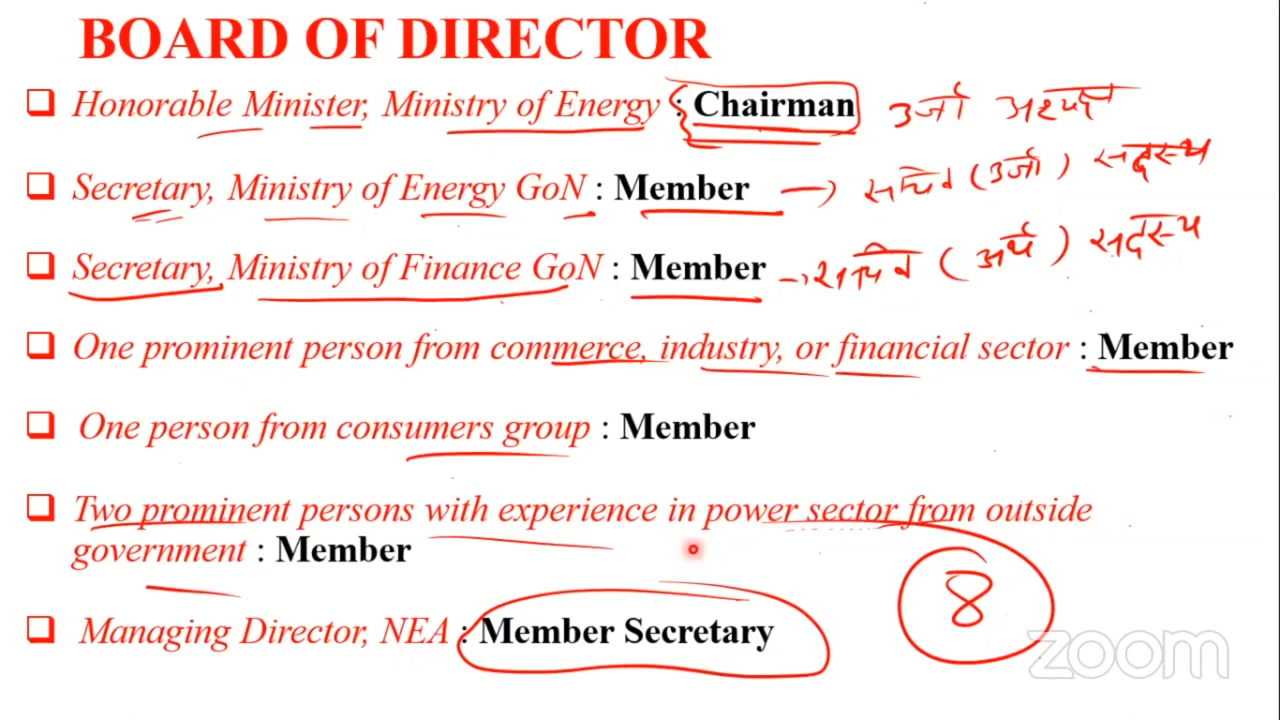 BOARD OF DIRECTOR
❑ Honorable Minister, Ministry of Energy : Chairman उर्जा अध्यक्ष
❑ Secretary, Ministry of Energy GoN : Member → सचिव (उर्जा) सदस्य
❑ Secretary, Ministry of Finance GoN : Member → सचिव (अर्थ) सदस्य
❑ One prominent person from commerce, industry, or financial sector : Member
❑ One person from consumers group : Member
❑ Two prominent persons with experience in power sector from outside
government : Member
8
❑ Managing Director, NEA : Member Secretary
zoom